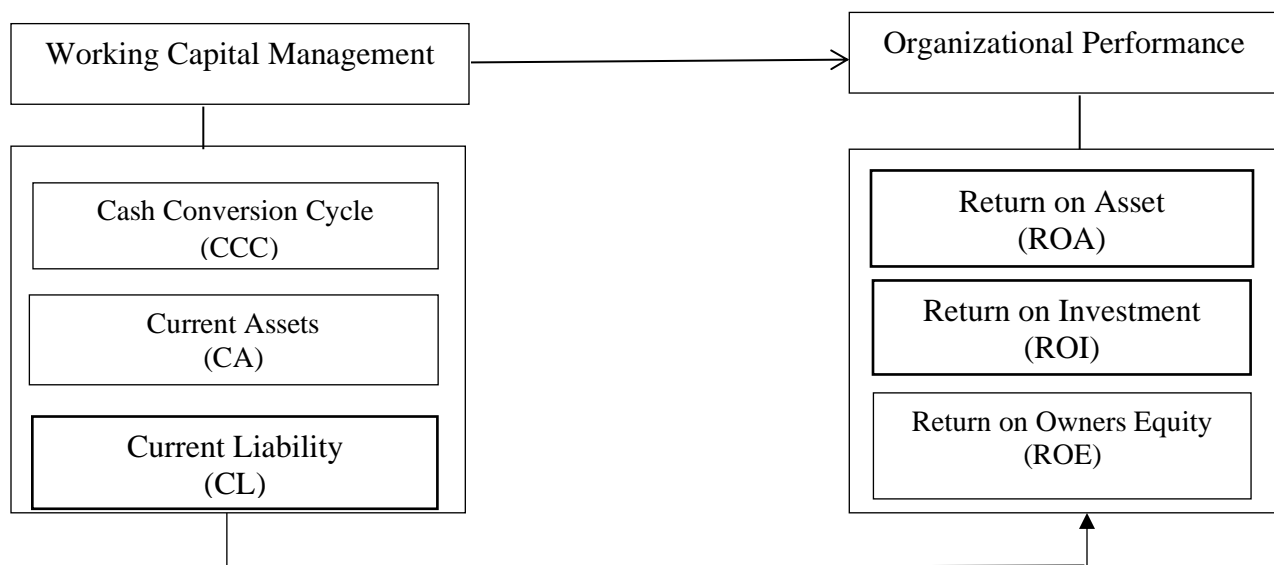 Working Capital Management
Organizational Performance
Cash Conversion Cycle
(CCC)
Current Assets
(CA)
Current Liability
(CL)
Return on Asset
(ROA)
Return on Investment
(ROI)
Return on Owners Equity
(ROE)